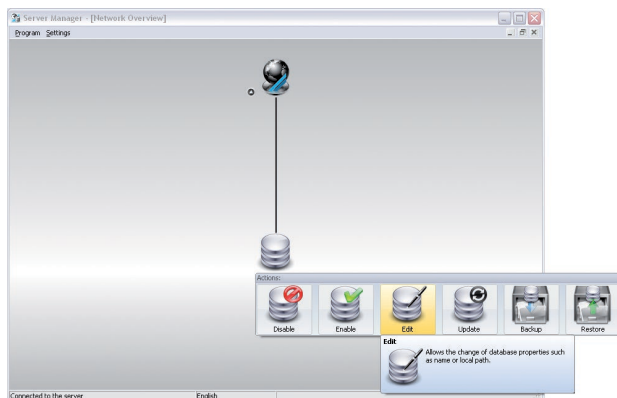 Server Manager - [Network Overview]
Program Settings
Actions:
Disable Enable Edit Update Backup Restore
Edit
Allows the change of database properties such
as name or local path.
Connected to the server English